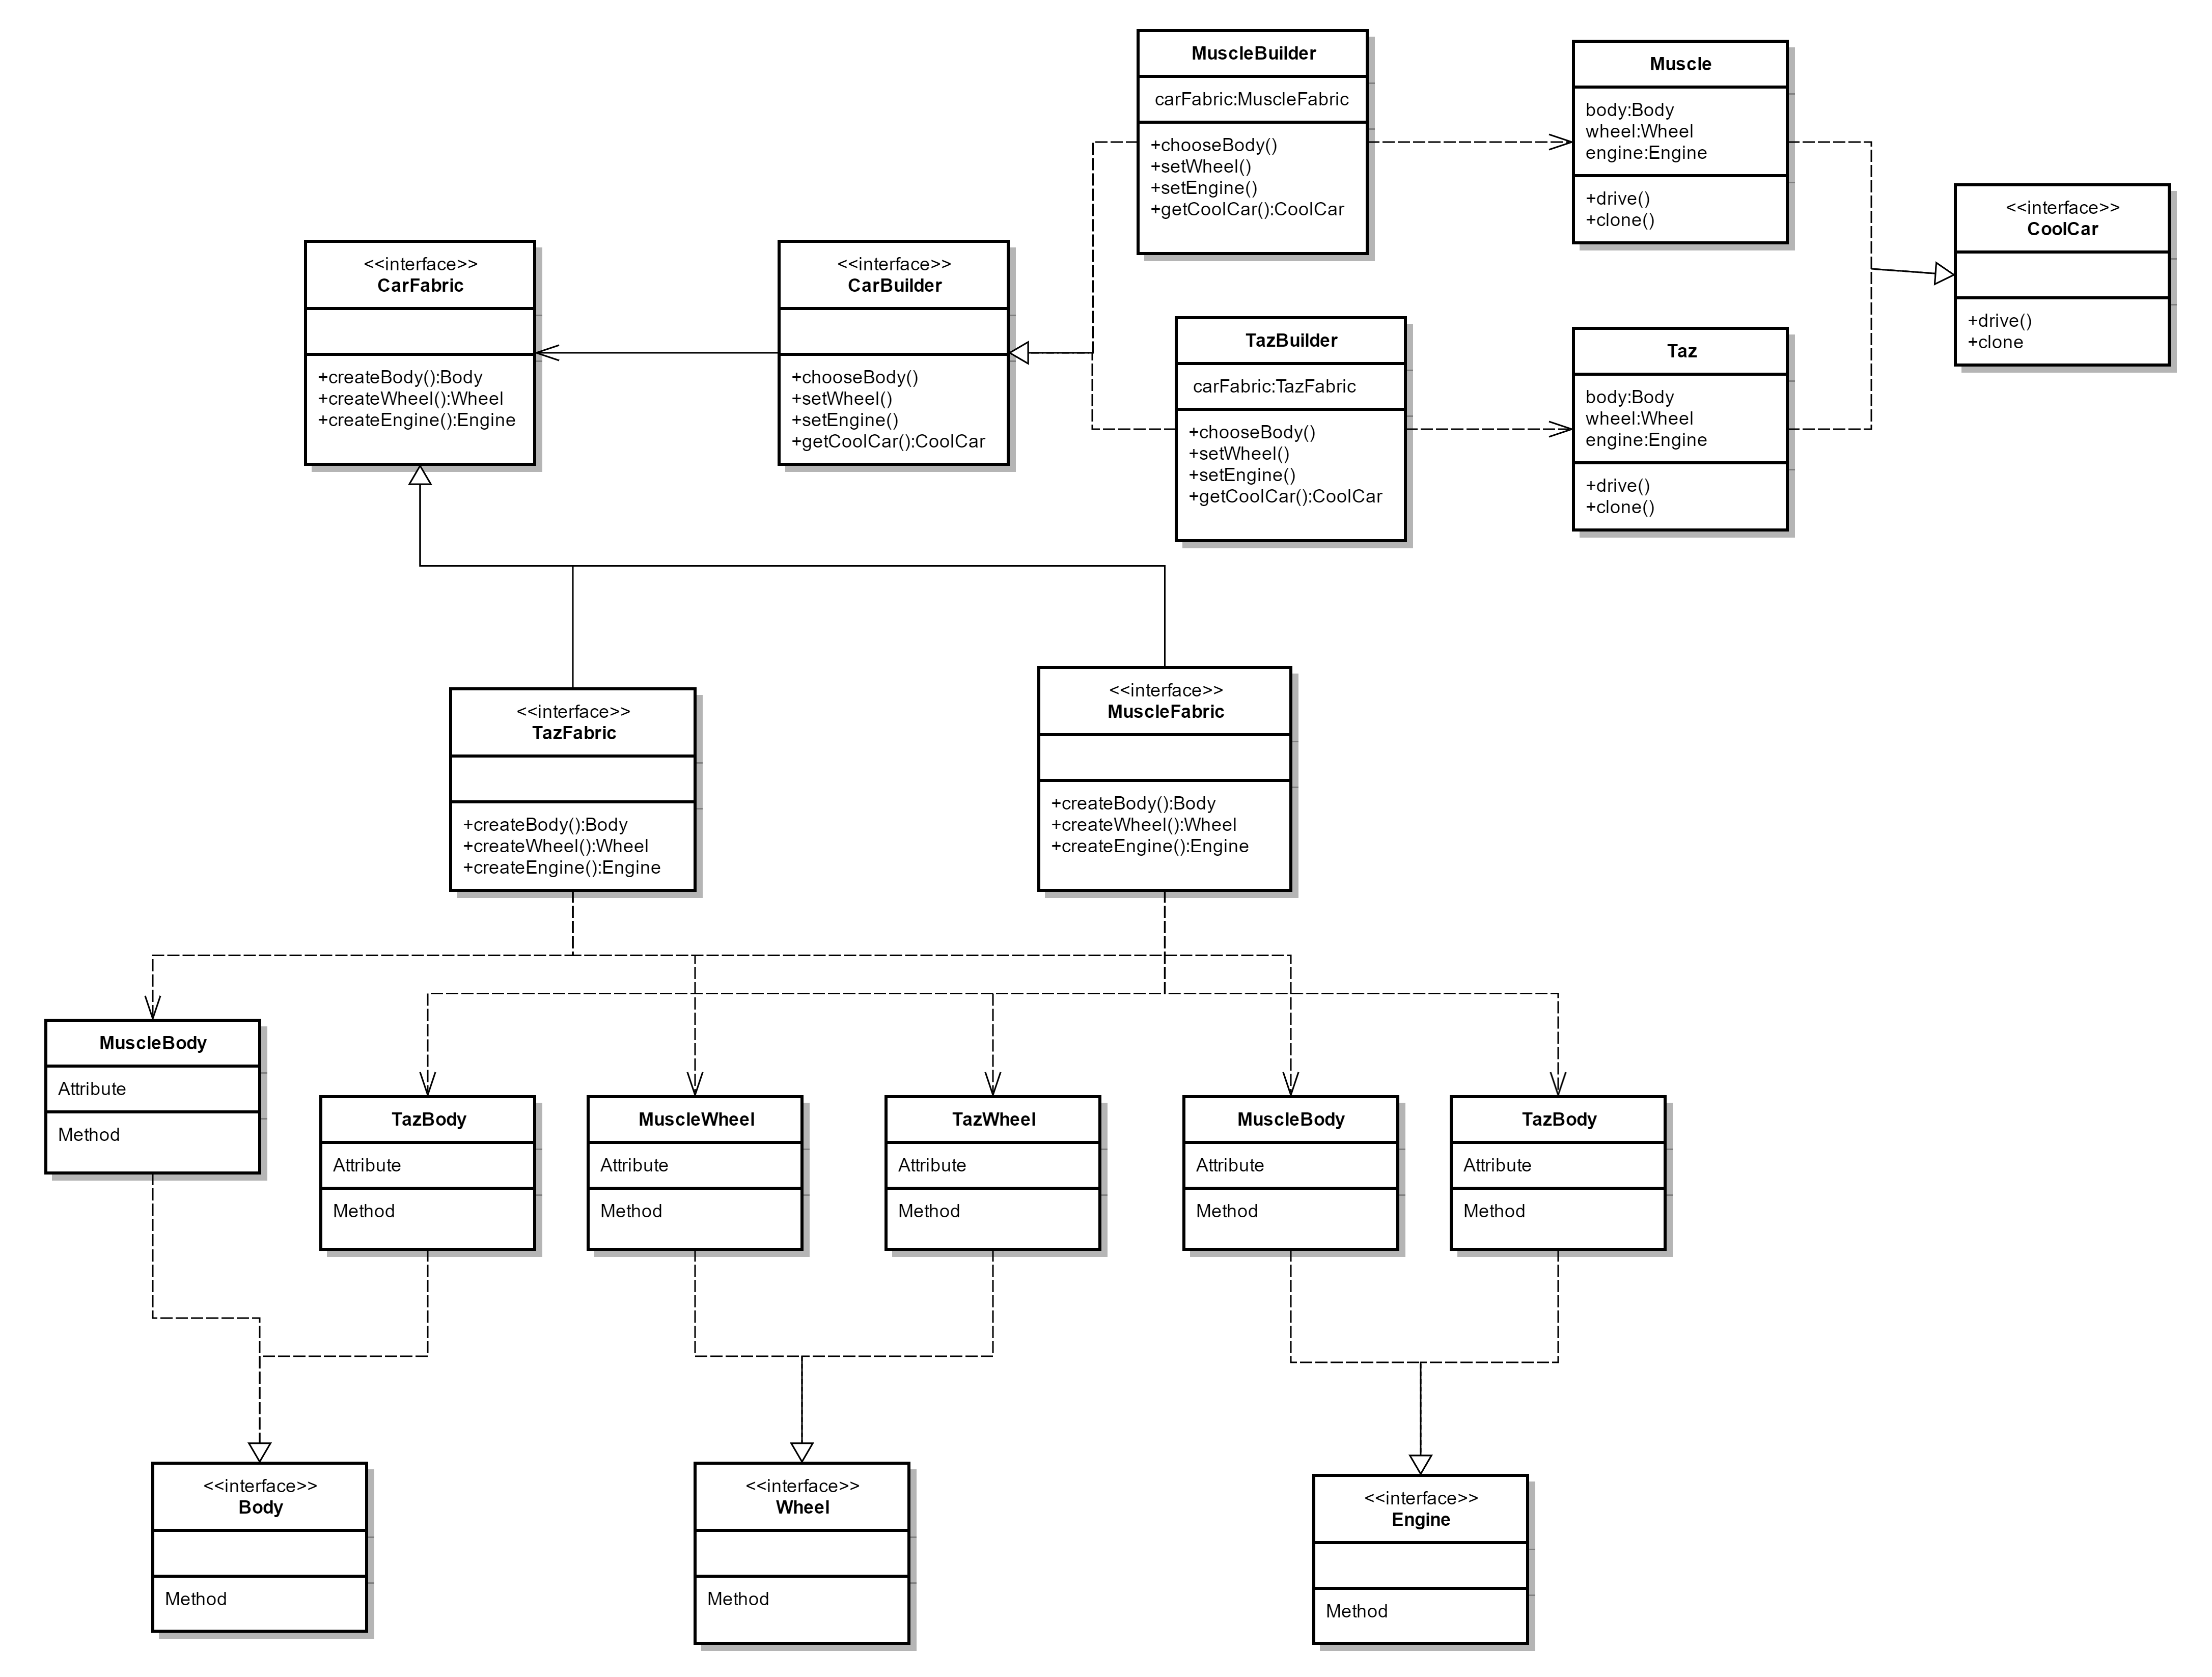 MuscleBuilder
carFabric:MuscleFabric
+chooseBody()
+setWheel()
+setEngine()
+getCoolCar():CoolCar
Muscle
body:Body
wheel:Wheel
engine:Engine
+drive()
+clone()
<<interface>>
CoolCar
+drive()
+clone
<<interface>>
CarFabric
+createBody():Body
+createWheel():Wheel
+createEngine():Engine
<<interface>>
CarBuilder
+chooseBody()
+setWheel()
+setEngine()
+getCoolCar():CoolCar
TazBuilder
carFabric:TazFabric
+chooseBody()
+setWheel()
+setEngine()
+getCoolCar():CoolCar
Taz
body:Body
wheel:Wheel
engine:Engine
+drive()
+clone()
<<interface>>
TazFabric
+createBody():Body
+createWheel():Wheel
+createEngine():Engine
<<interface>>
MuscleFabric
+createBody():Body
+createWheel():Wheel
+createEngine():Engine
MuscleBody
Attribute
Method
TazBody
Attribute
Method
MuscleWheel
Attribute
Method
TazWheel
Attribute
Method
MuscleBody
Attribute
Method
TazBody
Attribute
Method
<<interface>>
Body
Method
<<interface>>
Wheel
Method
<<interface>>
Engine
Method